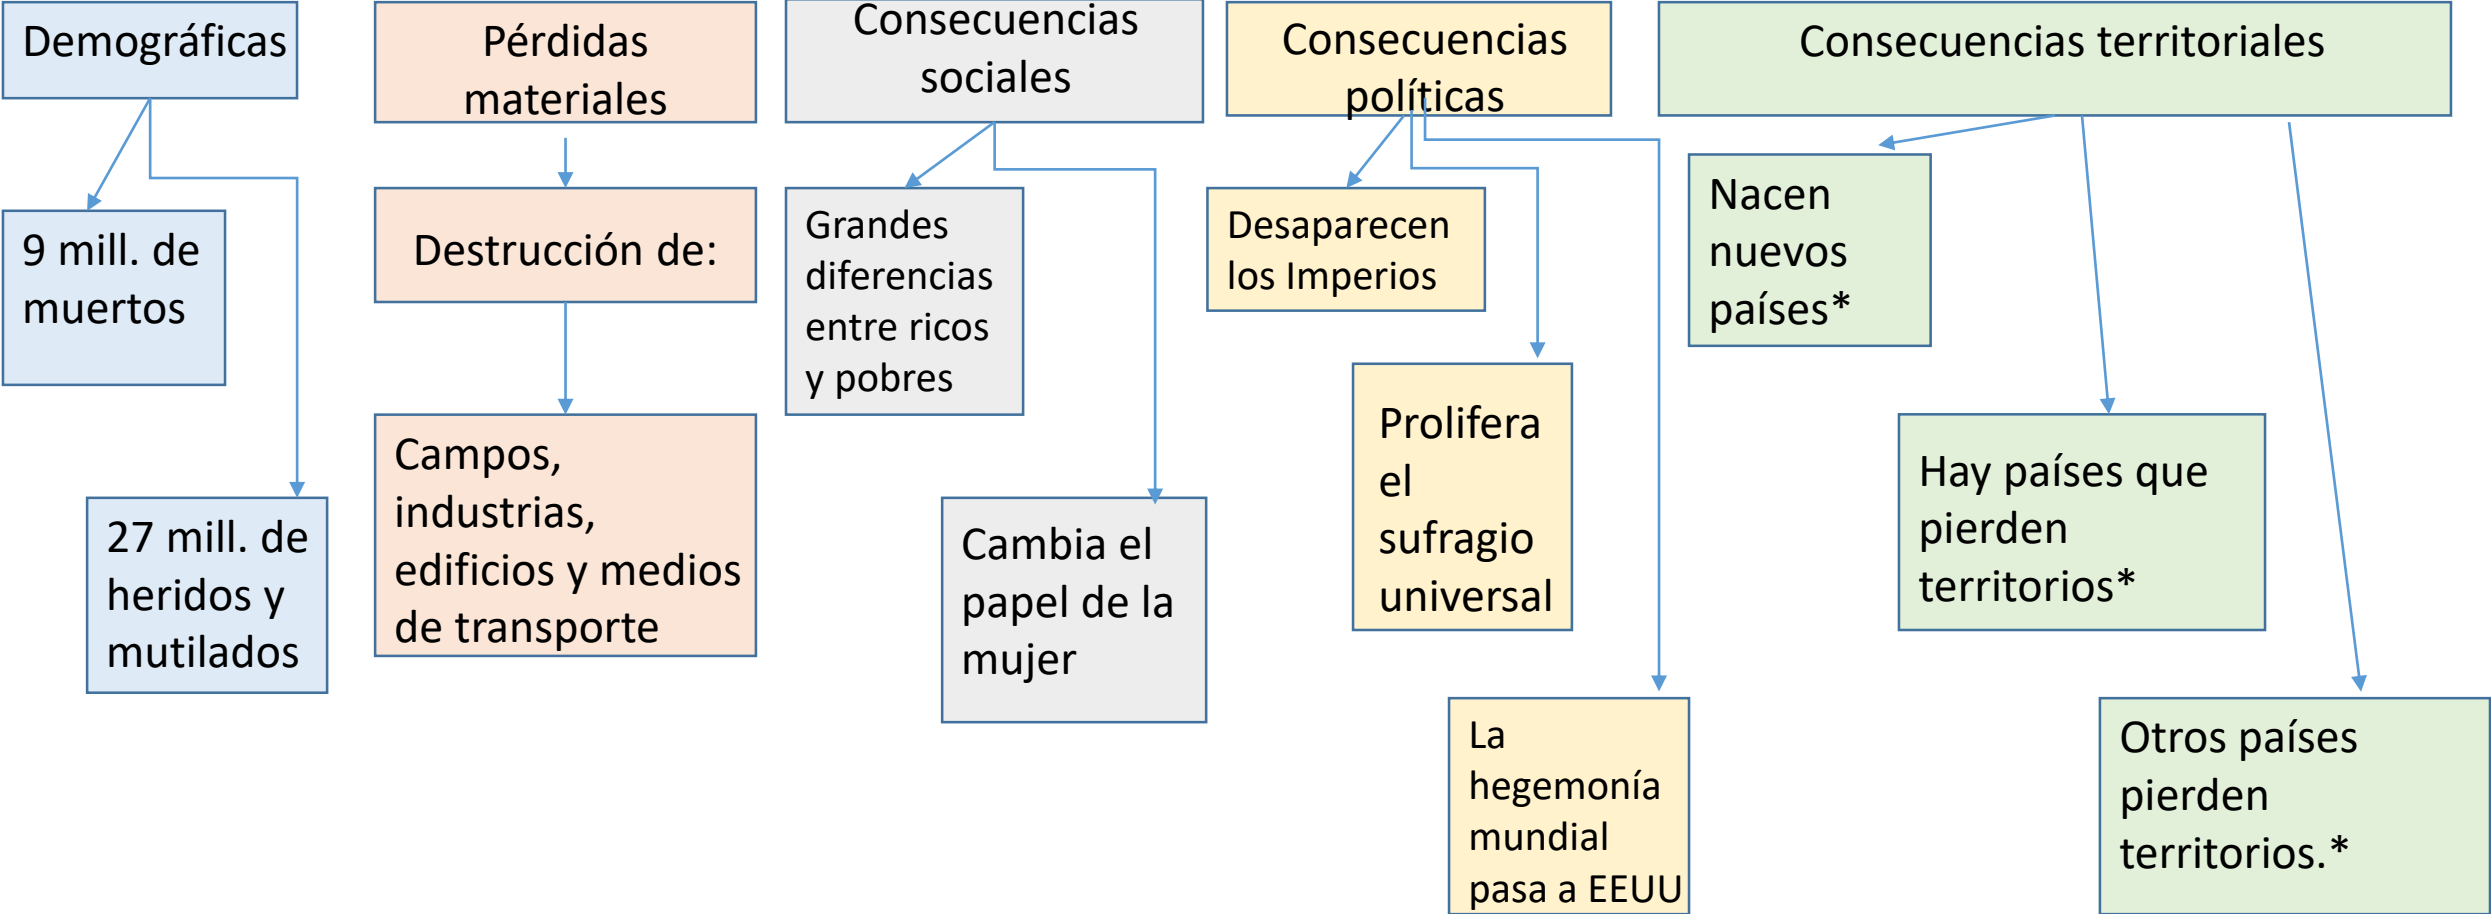 Demográficas
9 mill. de
muertos
27 mill. de
heridos y
mutilados
Pérdidas
materiales
Destrucción de:
Campos,
industrias,
edificios y medios
de transporte
Consecuencias
sociales
Grandes
diferencias
entre ricos
y pobres
Cambia el
papel de la
mujer
Consecuencias
políticas
Desaparecen
los Imperios
Prolifera
el
sufragio
universal
La
hegemonía
mundial
pasa a EEUU
Consecuencias territoriales
Nacen
nuevos
países*
Hay países que
pierden
territorios*
Otros países
pierden
territorios.*